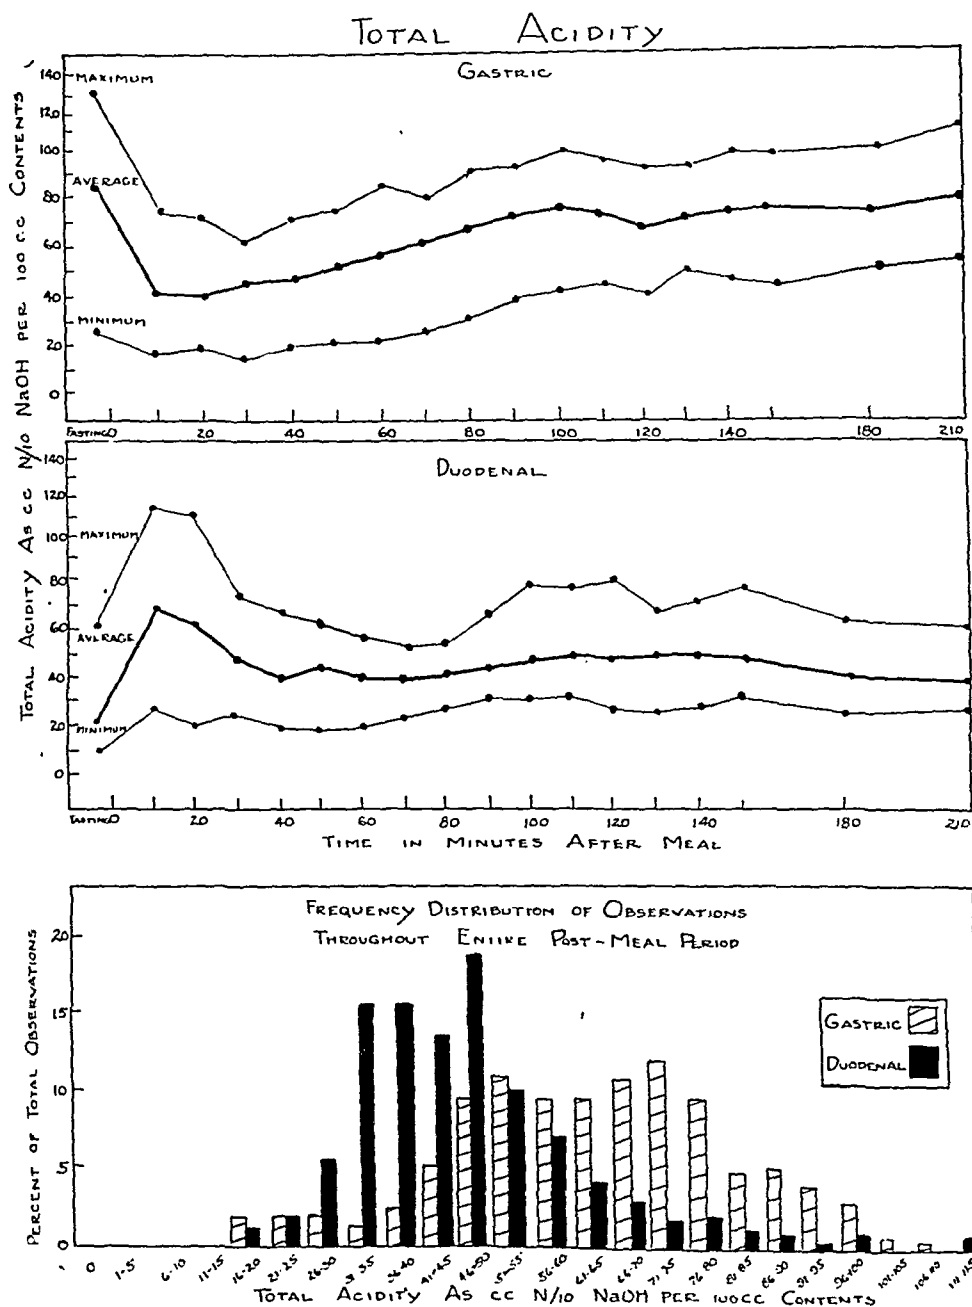 TOTAL ACIDITY
GASTRIC
TOTAL ACIDITY AS CC N/10 NaOH PER 100 C.C CONTENTS
140
120
100
80
60
40
20
0
MAXIMUM
AVERAGE
MINIMUM
FASTING 0 20 40 60 80 100 120 140 180 210
DUODENAL
140
120
100
80
60
40
20
0
MAXIMUM
AVERAGE
MINIMUM
FASTING 0 20 40 60 80 100 120 140 180 210
TIME IN MINUTES AFTER MEAL
FREQUENCY DISTRIBUTION OF OBSERVATIONS
THROUGHOUT ENTIRE POST-MEAL PERIOD
PERCENT OF TOTAL OBSERVATIONS
20
15
10
5
0
GASTRIC
DUODENAL
0 1-5 6-10 11-15 16-20 21-25 26-30 31-35 36-40 41-45 46-50 51-55 56-60 61-65 66-70 71-75 76-80 81-85 86-90 91-95 96-100 101-105 111-115
TOTAL ACIDITY AS CC N/10 NaOH PER 100CC CONTENTS